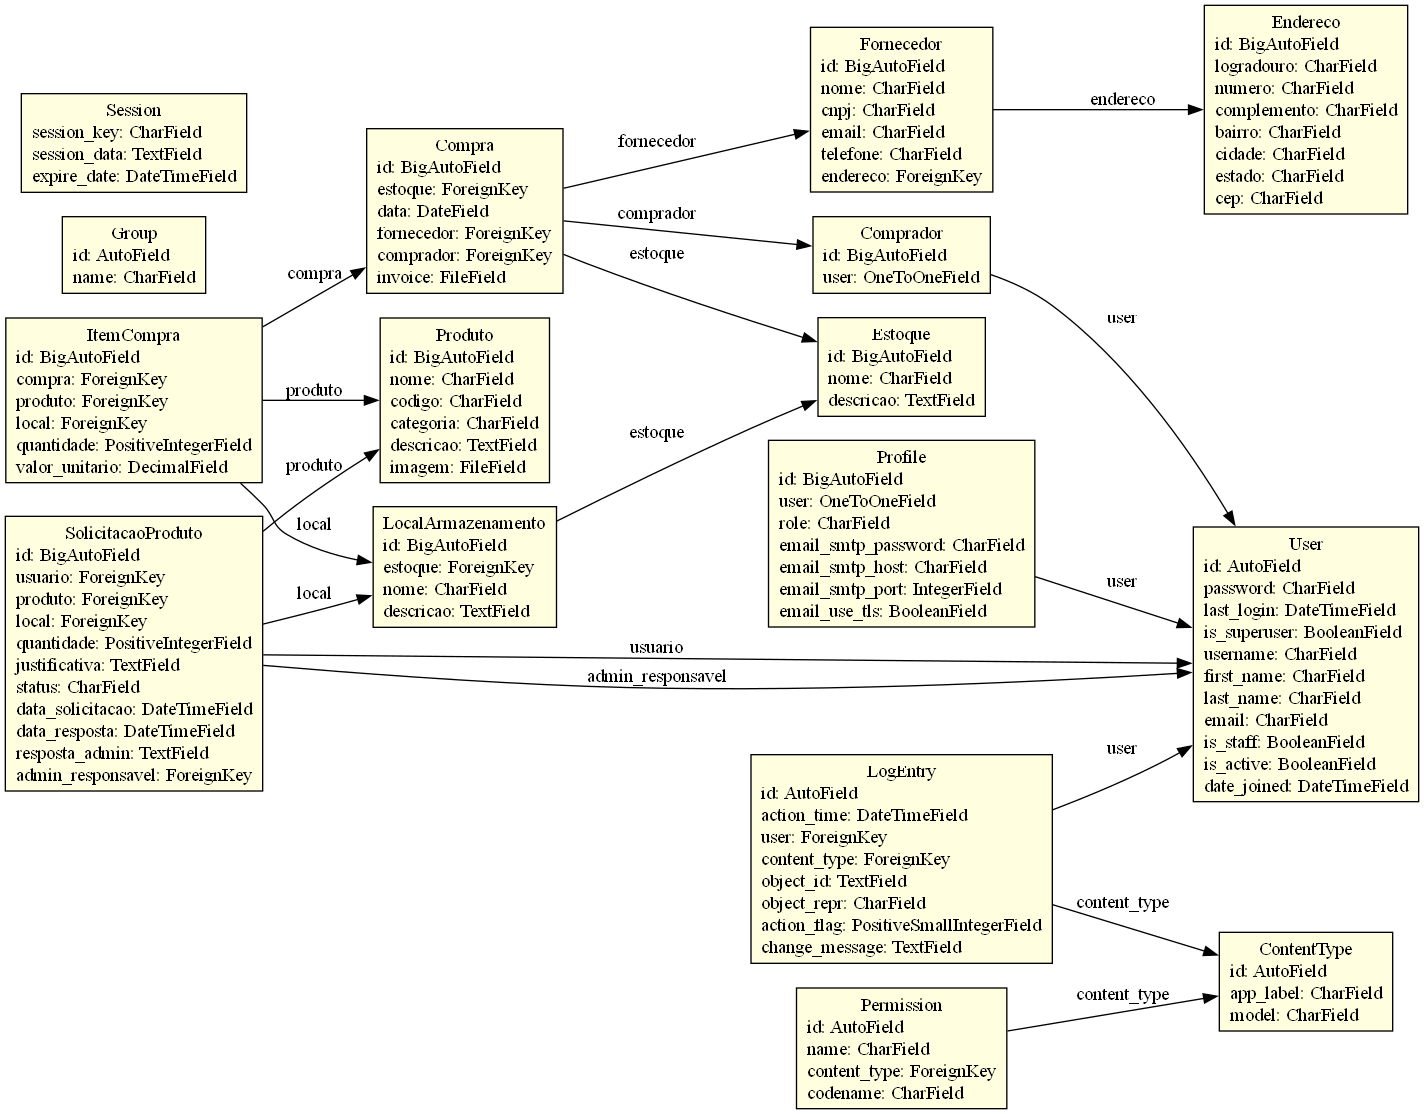 Session
session_key: CharField
session_data: TextField
expire_date: DateTimeField
Group
id: AutoField
name: CharField
ItemCompra
id: BigAutoField
compra: ForeignKey
produto: ForeignKey
local: ForeignKey
quantidade: PositiveIntegerField
valor_unitario: DecimalField
SolicitacaoProduto
id: BigAutoField
usuario: ForeignKey
produto: ForeignKey
local: ForeignKey
quantidade: PositiveIntegerField
justificativa: TextField
status: CharField
data_solicitacao: DateTimeField
data_resposta: DateTimeField
resposta_admin: TextField
admin_responsavel: ForeignKey
compra
produto
produto
local
local
Compra
id: BigAutoField
estoque: ForeignKey
data: DateField
fornecedor: ForeignKey
comprador: ForeignKey
invoice: FileField
Produto
id: BigAutoField
nome: CharField
codigo: CharField
categoria: CharField
descricao: TextField
imagem: FileField
LocalArmazenamento
id: BigAutoField
estoque: ForeignKey
nome: CharField
descricao: TextField
fornecedor
comprador
estoque
estoque
usuario
admin_responsavel
Fornecedor
id: BigAutoField
nome: CharField
cnpj: CharField
email: CharField
telefone: CharField
endereco: ForeignKey
Comprador
id: BigAutoField
user: OneToOneField
Estoque
id: BigAutoField
nome: CharField
descricao: TextField
Profile
id: BigAutoField
user: OneToOneField
role: CharField
email_smtp_password: CharField
email_smtp_host: CharField
email_smtp_port: IntegerField
email_use_tls: BooleanField
LogEntry
id: AutoField
action_time: DateTimeField
user: ForeignKey
content_type: ForeignKey
object_id: TextField
object_repr: CharField
action_flag: PositiveSmallIntegerField
change_message: TextField
Permission
id: AutoField
name: CharField
content_type: ForeignKey
codename: CharField
endereco
user
user
user
content_type
content_type
Endereco
id: BigAutoField
logradouro: CharField
numero: CharField
complemento: CharField
bairro: CharField
cidade: CharField
estado: CharField
cep: CharField
User
id: AutoField
password: CharField
last_login: DateTimeField
is_superuser: BooleanField
username: CharField
first_name: CharField
last_name: CharField
email: CharField
is_staff: BooleanField
is_active: BooleanField
date_joined: DateTimeField
ContentType
id: AutoField
app_label: CharField
model: CharField